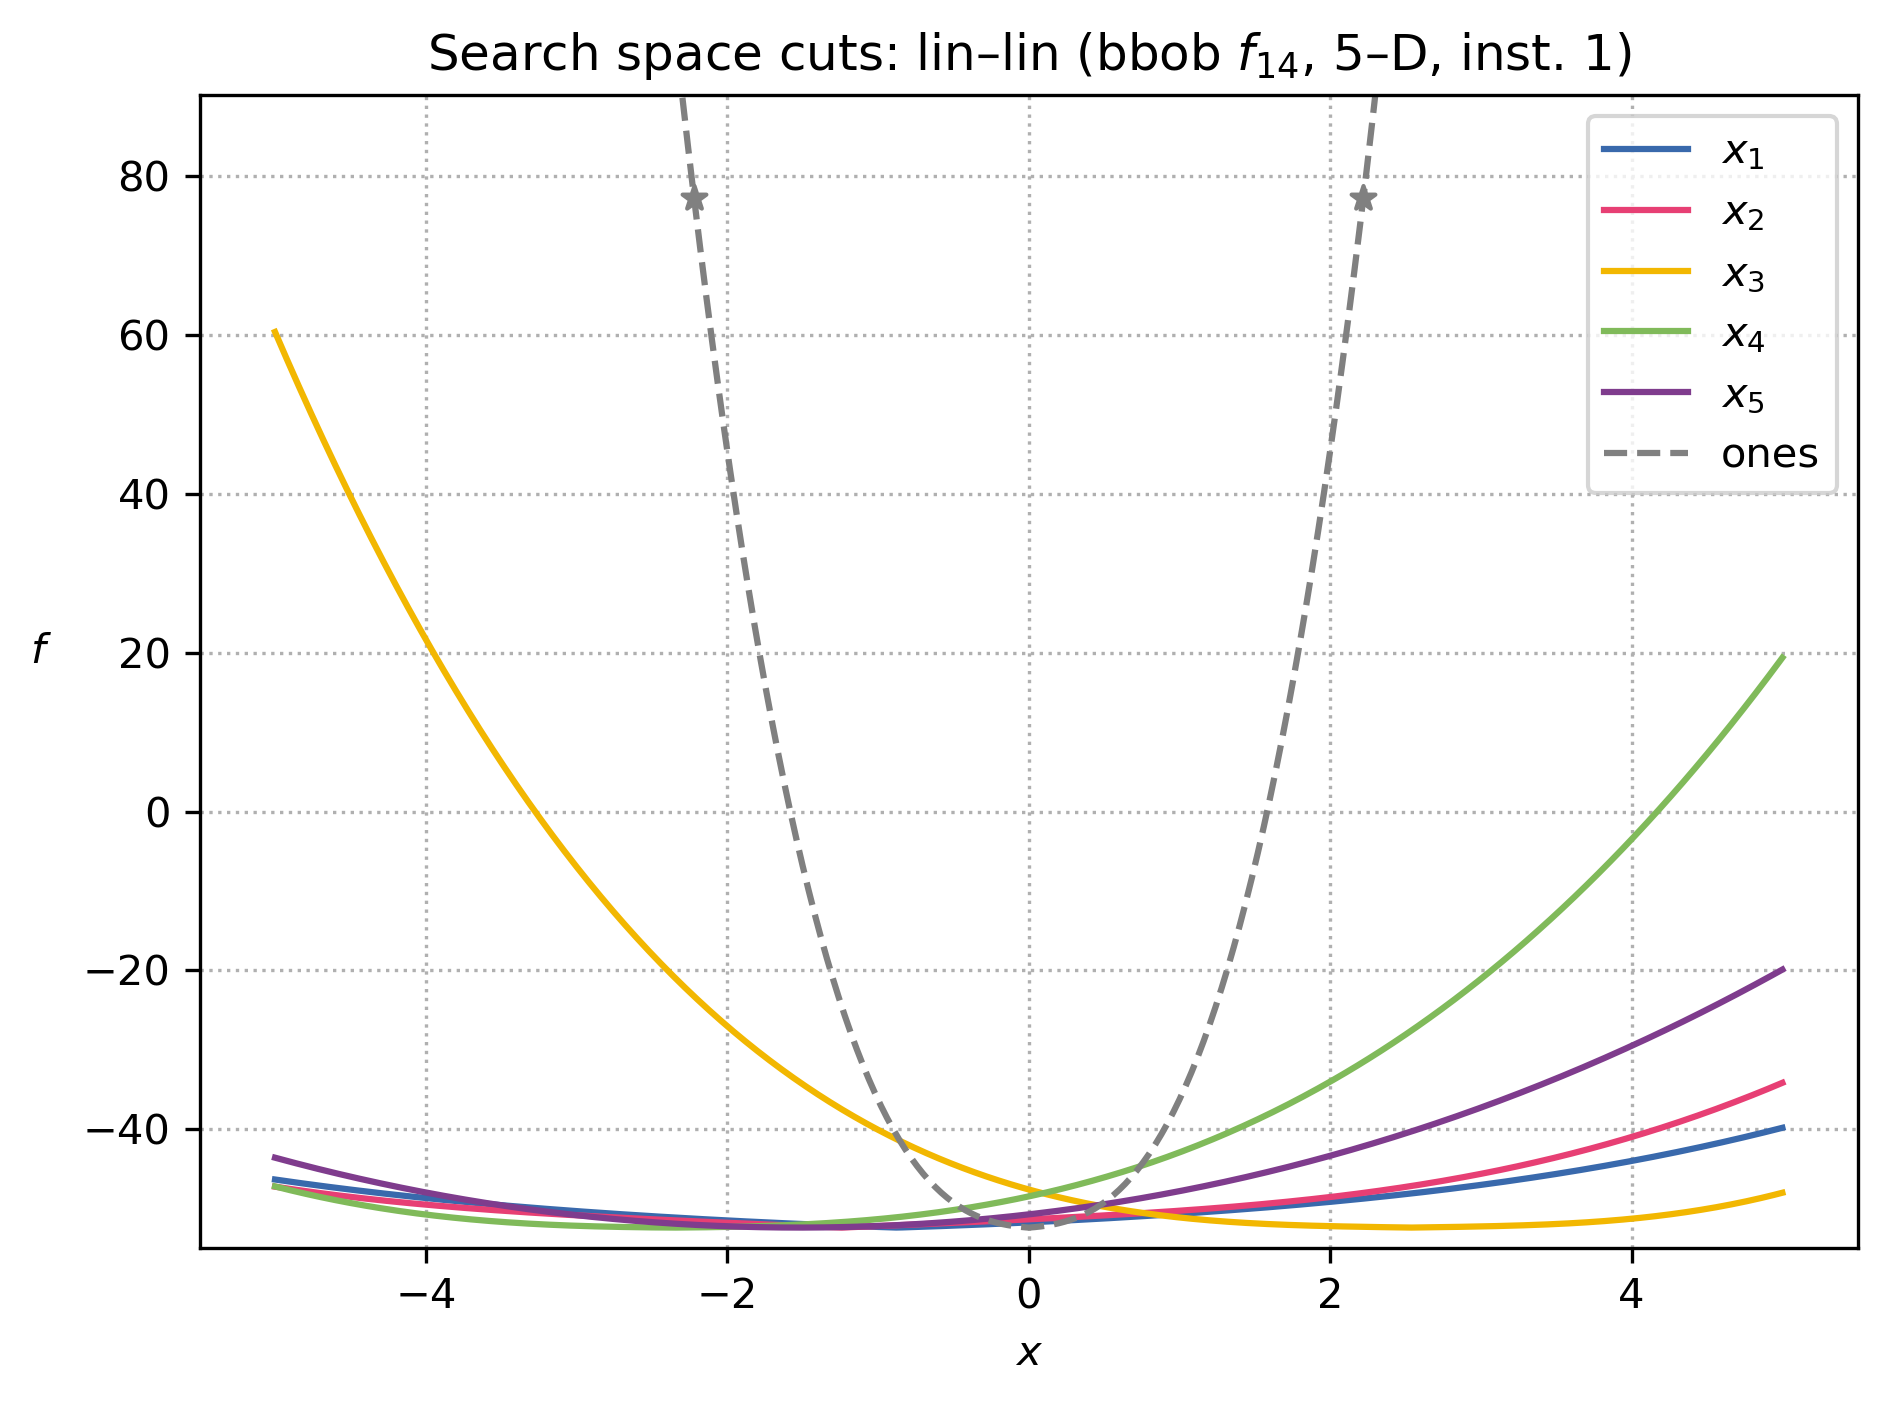 Search space cuts: lin–lin (bbob f₁₄, 5–D, inst. 1)
80
60
40
20
0
−20
−40
f
−4
−2
0
2
4
x
x₁
x₂
x₃
x₄
x₅
ones